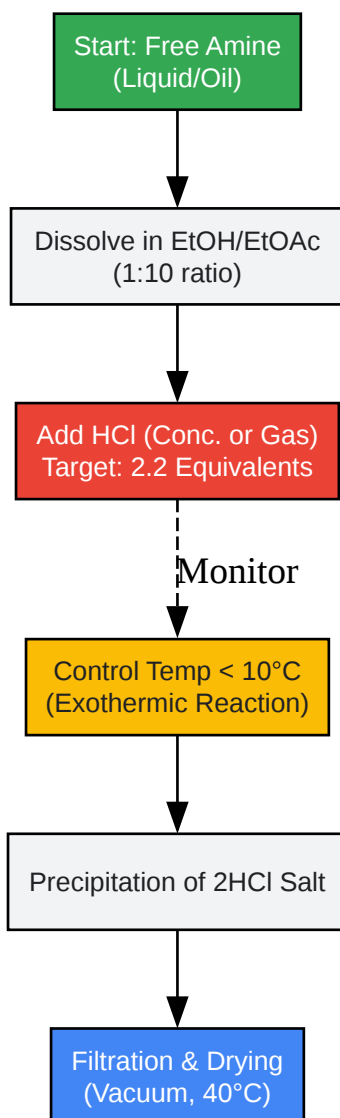 Start: Free Amine
(Liquid/Oil)
Dissolve in EtOH/EtOAc
(1:10 ratio)
Add HCl (Conc. or Gas)
Target: 2.2 Equivalents
Monitor
Control Temp < 10°C
(Exothermic Reaction)
Precipitation of 2HCl Salt
Filtration & Drying
(Vacuum, 40°C)